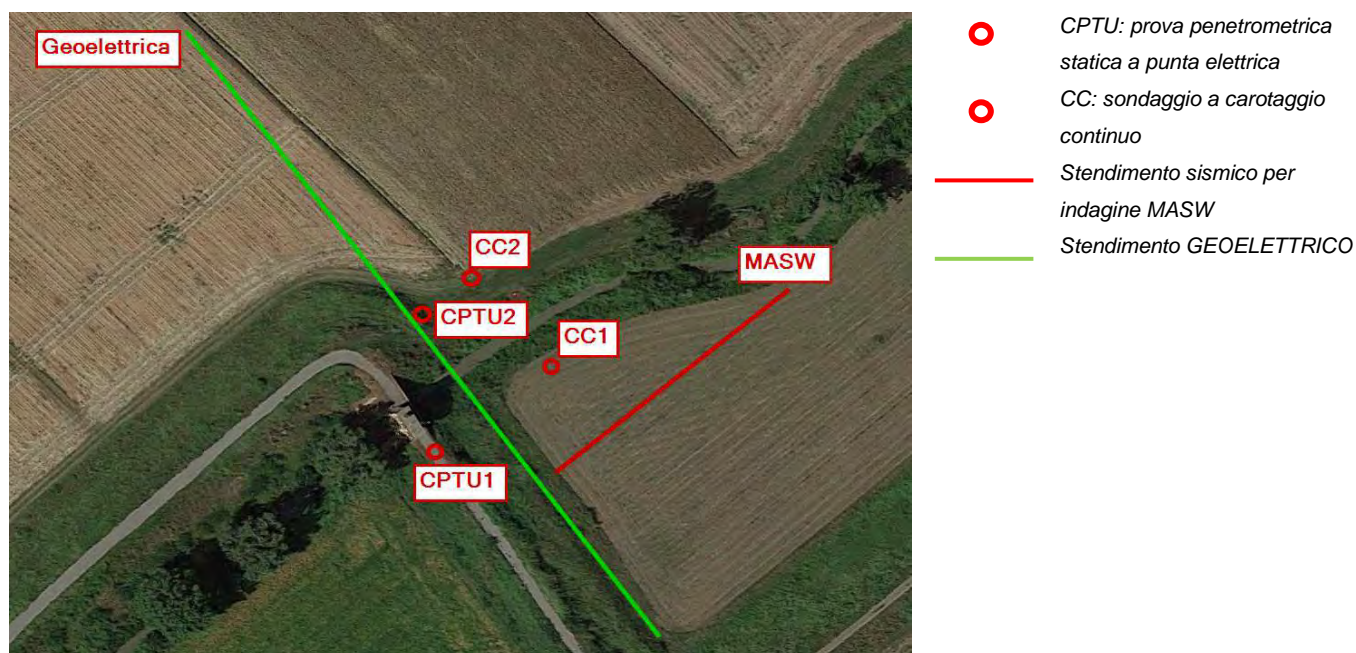 Geoelettrica
CC2
MASW
CPTU2
CC1
CPTU1
CPTU: prova penetrometrica
statica a punta elettrica
CC: sondaggio a carotaggio
continuo
Stendimento sismico per
indagine MASW
Stendimento GEOELETTRICO